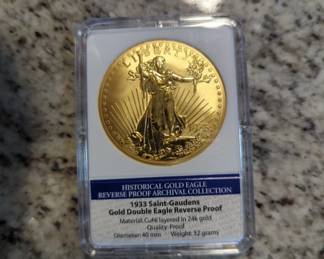 HISTORICAL GOLD EAGLE
REVERSE PROOF ARCHIVAL COLLECTION
1933 Saint-Gaudens
Gold Double Eagle Reverse Proof
Material: CuNi layered in 24k gold
Quality: Proof
Diameter: 40 mm Weight: 32 grams